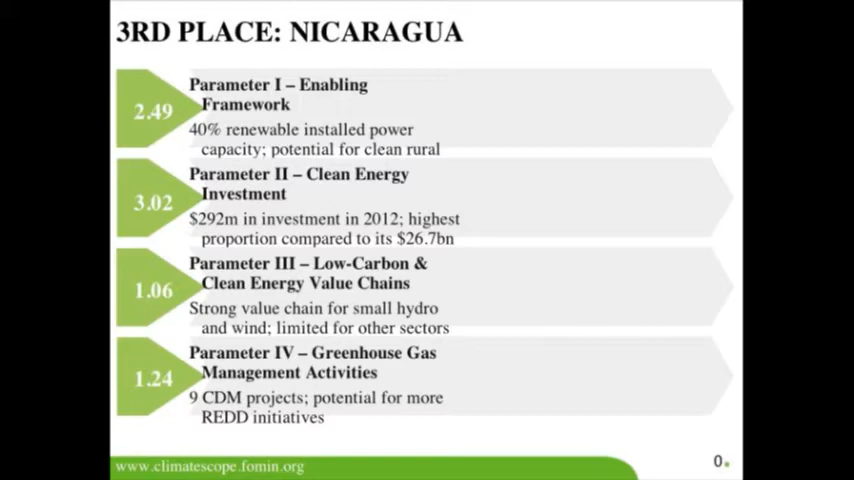 3RD PLACE: NICARAGUA
2.49
Parameter I – Enabling
Framework
40% renewable installed power
capacity; potential for clean rural
3.02
Parameter II – Clean Energy
Investment
$292m in investment in 2012; highest
proportion compared to its $26.7bn
1.06
Parameter III – Low-Carbon &
Clean Energy Value Chains
Strong value chain for small hydro
and wind; limited for other sectors
1.24
Parameter IV – Greenhouse Gas
Management Activities
9 CDM projects; potential for more
REDD initiatives
www.climatescope.fomin.org
0